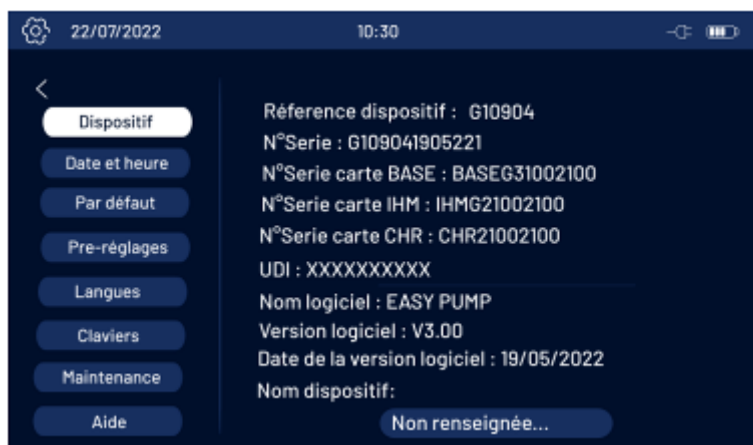 22/07/2022 10:30
Dispositif
Date et heure
Par défaut
Pre-réglages
Langues
Claviers
Maintenance
Aide
Réference dispositif : G10904
N°Serie : G109041905221
N°Serie carte BASE : BASEG31002100
N°Serie carte IHM : IHMG21002100
N°Serie carte CHR : CHR21002100
UDI : XXXXXXXXXX
Nom logiciel : EASY PUMP
Version logiciel : V3.00
Date de la version logiciel : 19/05/2022
Nom dispositif:
Non renseignée...